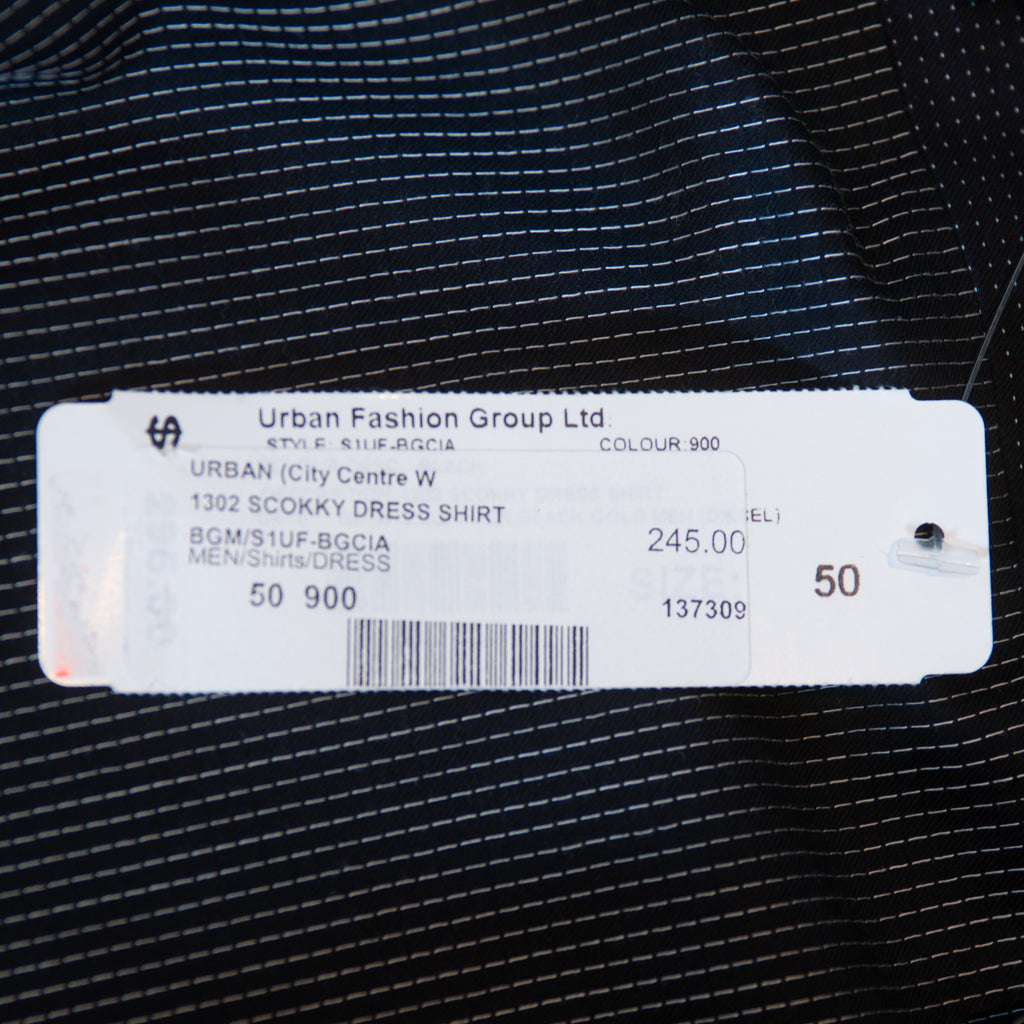 $
Urban Fashion Group Ltd.
STYLE: S1UF-BGCIA COLOUR:900
URBAN (City Centre W
1302 SCOKKY DRESS SHIRT
BGM/S1UF-BGCIA 245.00
MEN/Shirts/DRESS
50 900 137309
SIZE: 50